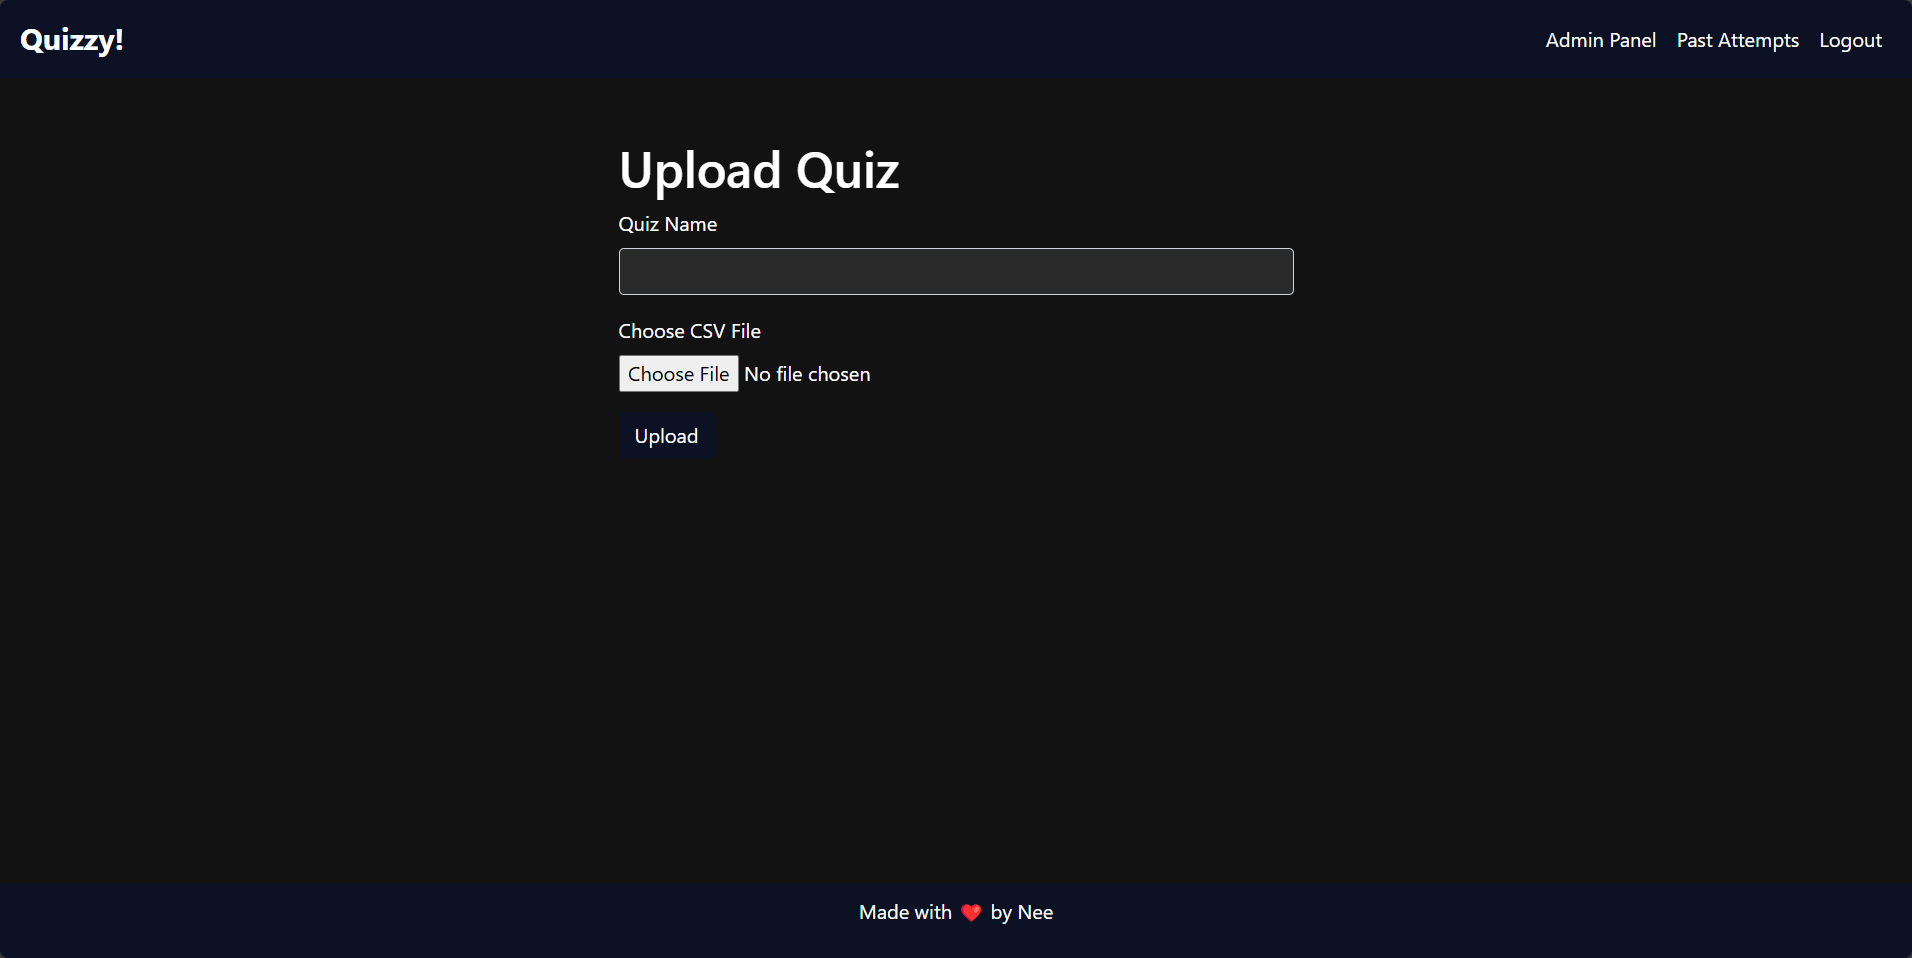 Quizzy!
Admin Panel Past Attempts Logout
Upload Quiz
Quiz Name
Choose CSV File
Choose File No file chosen
Upload
Made with ❤️ by Nee